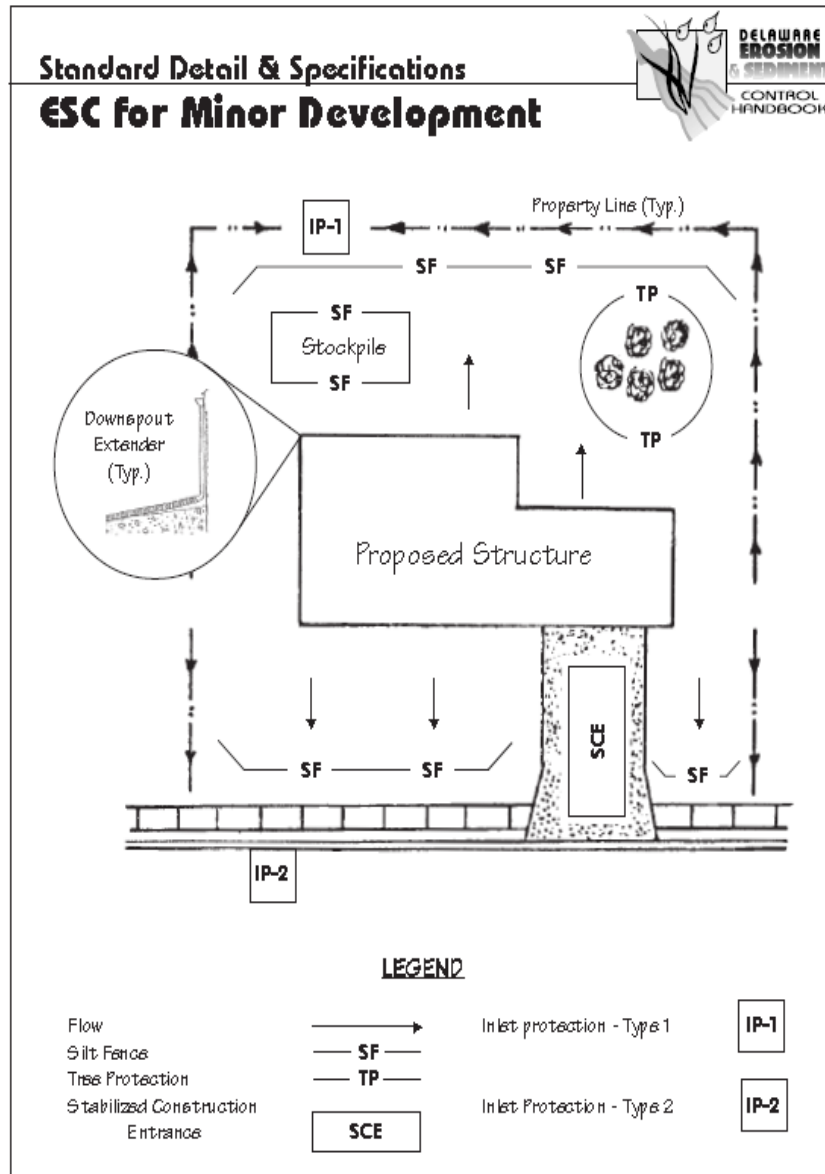 Standard Detail & Specifications
ESC for Minor Development
DELAWARE
EROSION
& SEDIMENT
CONTROL
HANDBOOK
IP-1
Property Line (Typ.)
SF
SF
TP
SF
Stockpile
SF
TP
Downspout
Extender
(Typ.)
Proposed Structure
SCE
SF
SF
SF
IP-2
LEGEND
Flow
Silt Fence
SF
Tree Protection
TP
Stabilized Construction
Entrance
SCE
Inlet protection - Type 1
IP-1
Inlet Protection - Type 2
IP-2